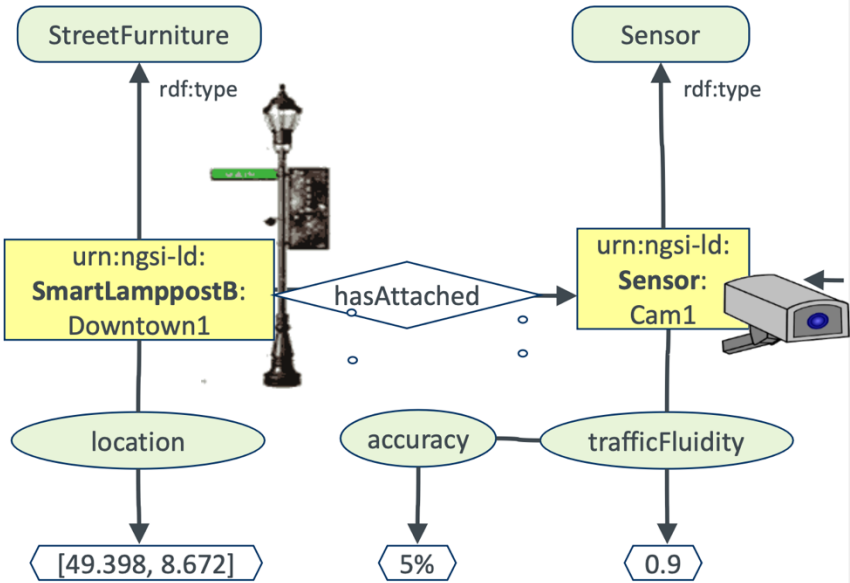 StreetFurniture
Sensor
rdf:type
rdf:type
urn:ngsi-ld:
SmartLamppostB:
Downtown1
hasAttached
urn:ngsi-ld:
Sensor:
Cam1
location
accuracy
trafficFluidity
[49.398, 8.672]
5%
0.9